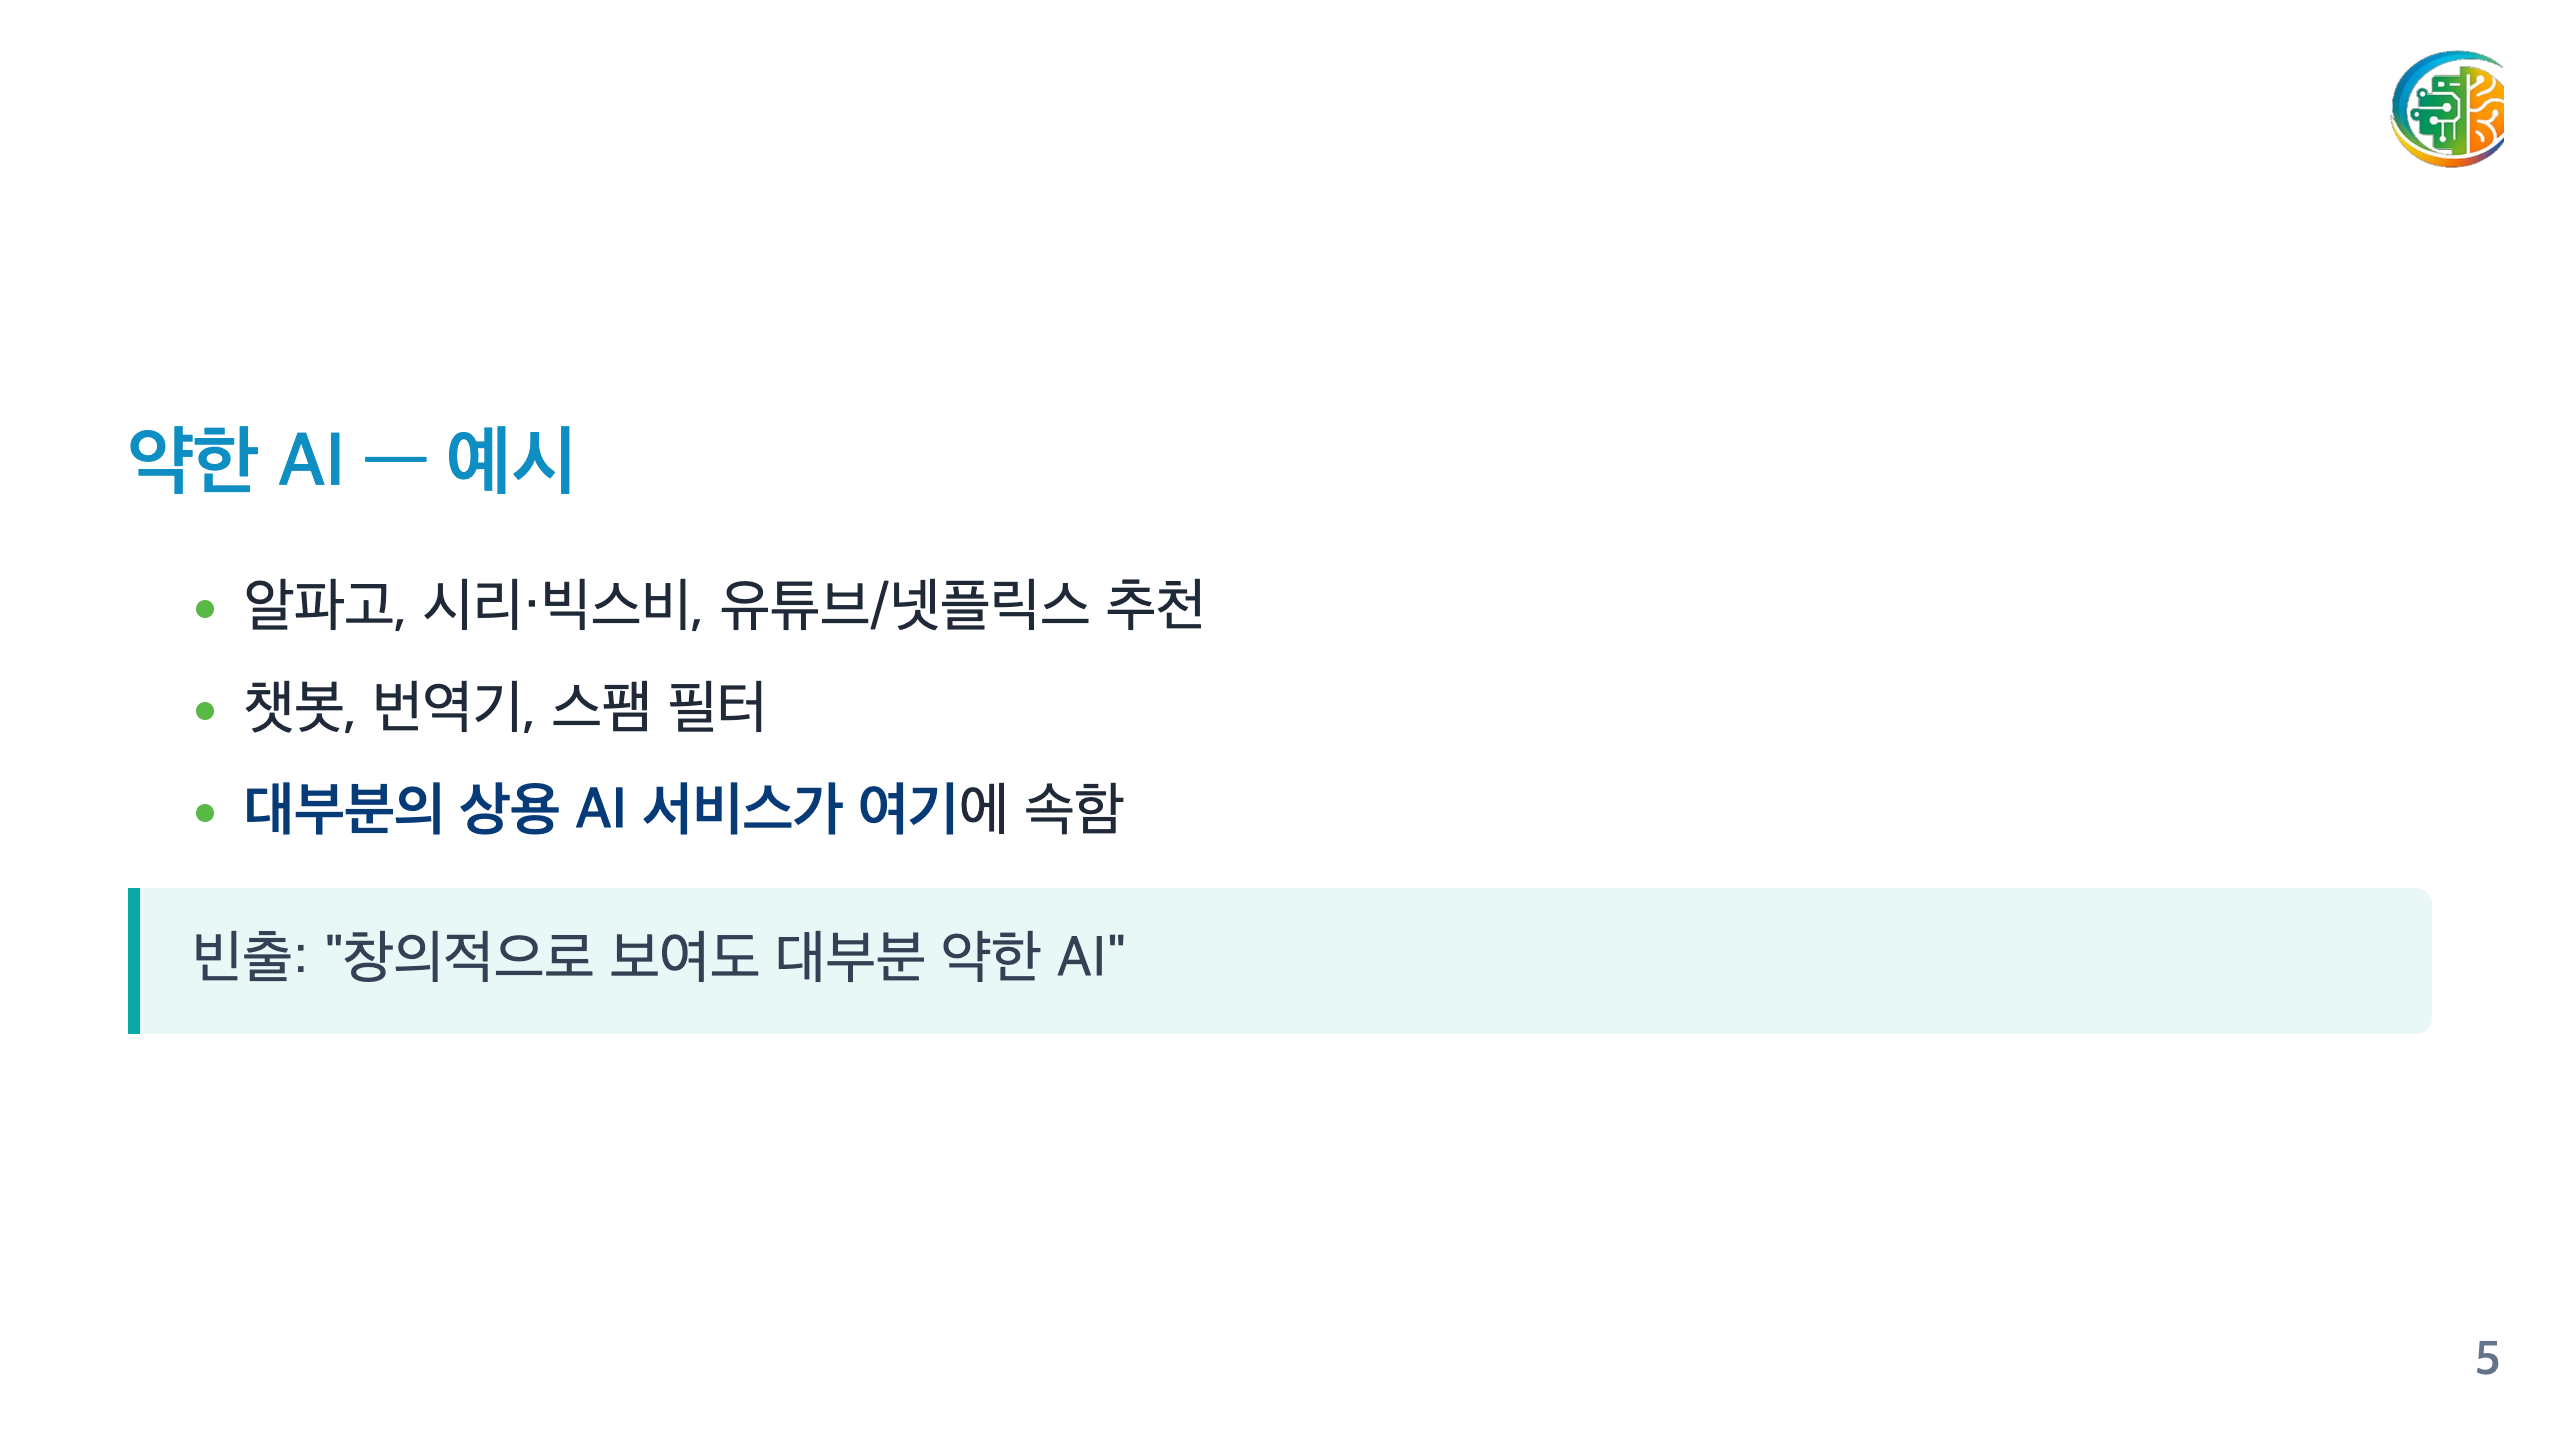 약한 AI — 예시
알파고, 시리·빅스비, 유튜브/넷플릭스 추천
챗봇, 번역기, 스팸 필터
대부분의 상용 AI 서비스가 여기에 속함
빈출: "창의적으로 보여도 대부분 약한 AI"
5